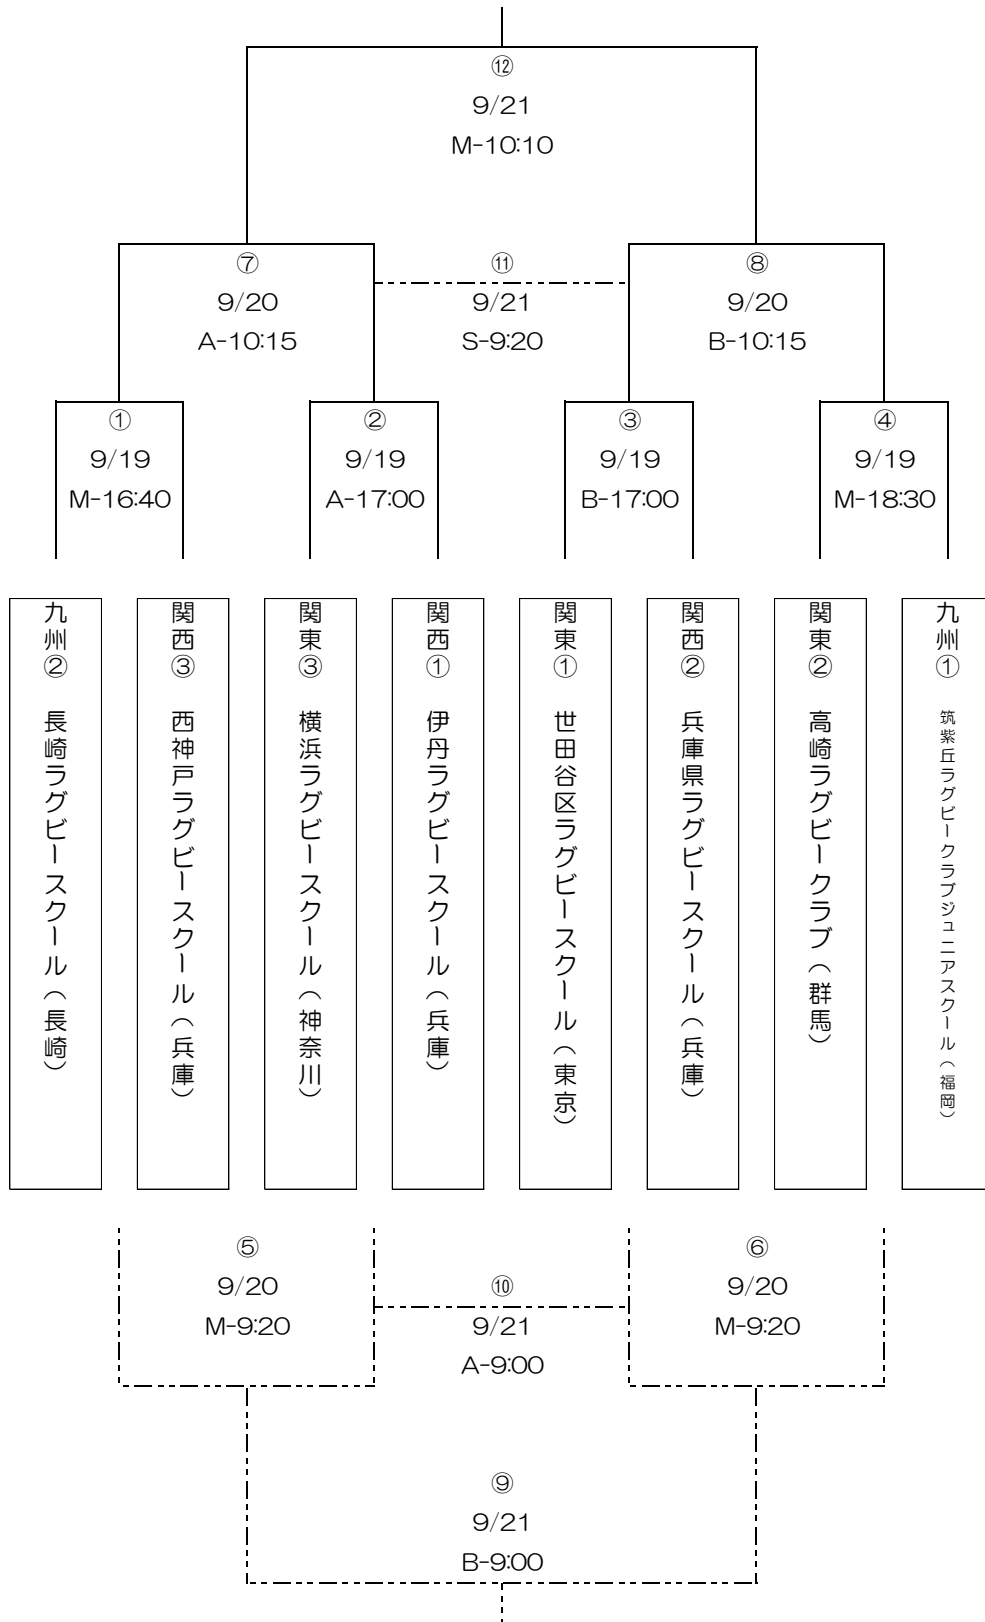 ⑫
9/21
M-10:10
⑦
9/20
A-10:15
⑪
9/21
S-9:20
⑧
9/20
B-10:15
①
9/19
M-16:40
②
9/19
A-17:00
③
9/19
B-17:00
④
9/19
M-18:30
九州② 長崎ラグビースクール(長崎)
関西③ 西神戸ラグビースクール(兵庫)
関東③ 横浜ラグビースクール(神奈川)
関西① 伊丹ラグビースクール(兵庫)
関東① 世田谷区ラグビースクール(東京)
関西② 兵庫県ラグビースクール(兵庫)
関東② 高崎ラグビークラブ(群馬)
九州① 筑紫丘ラグビークラブジュニアスクール(福岡)
⑤
9/20
M-9:20
⑩
9/21
A-9:00
⑥
9/20
M-9:20
⑨
9/21
B-9:00